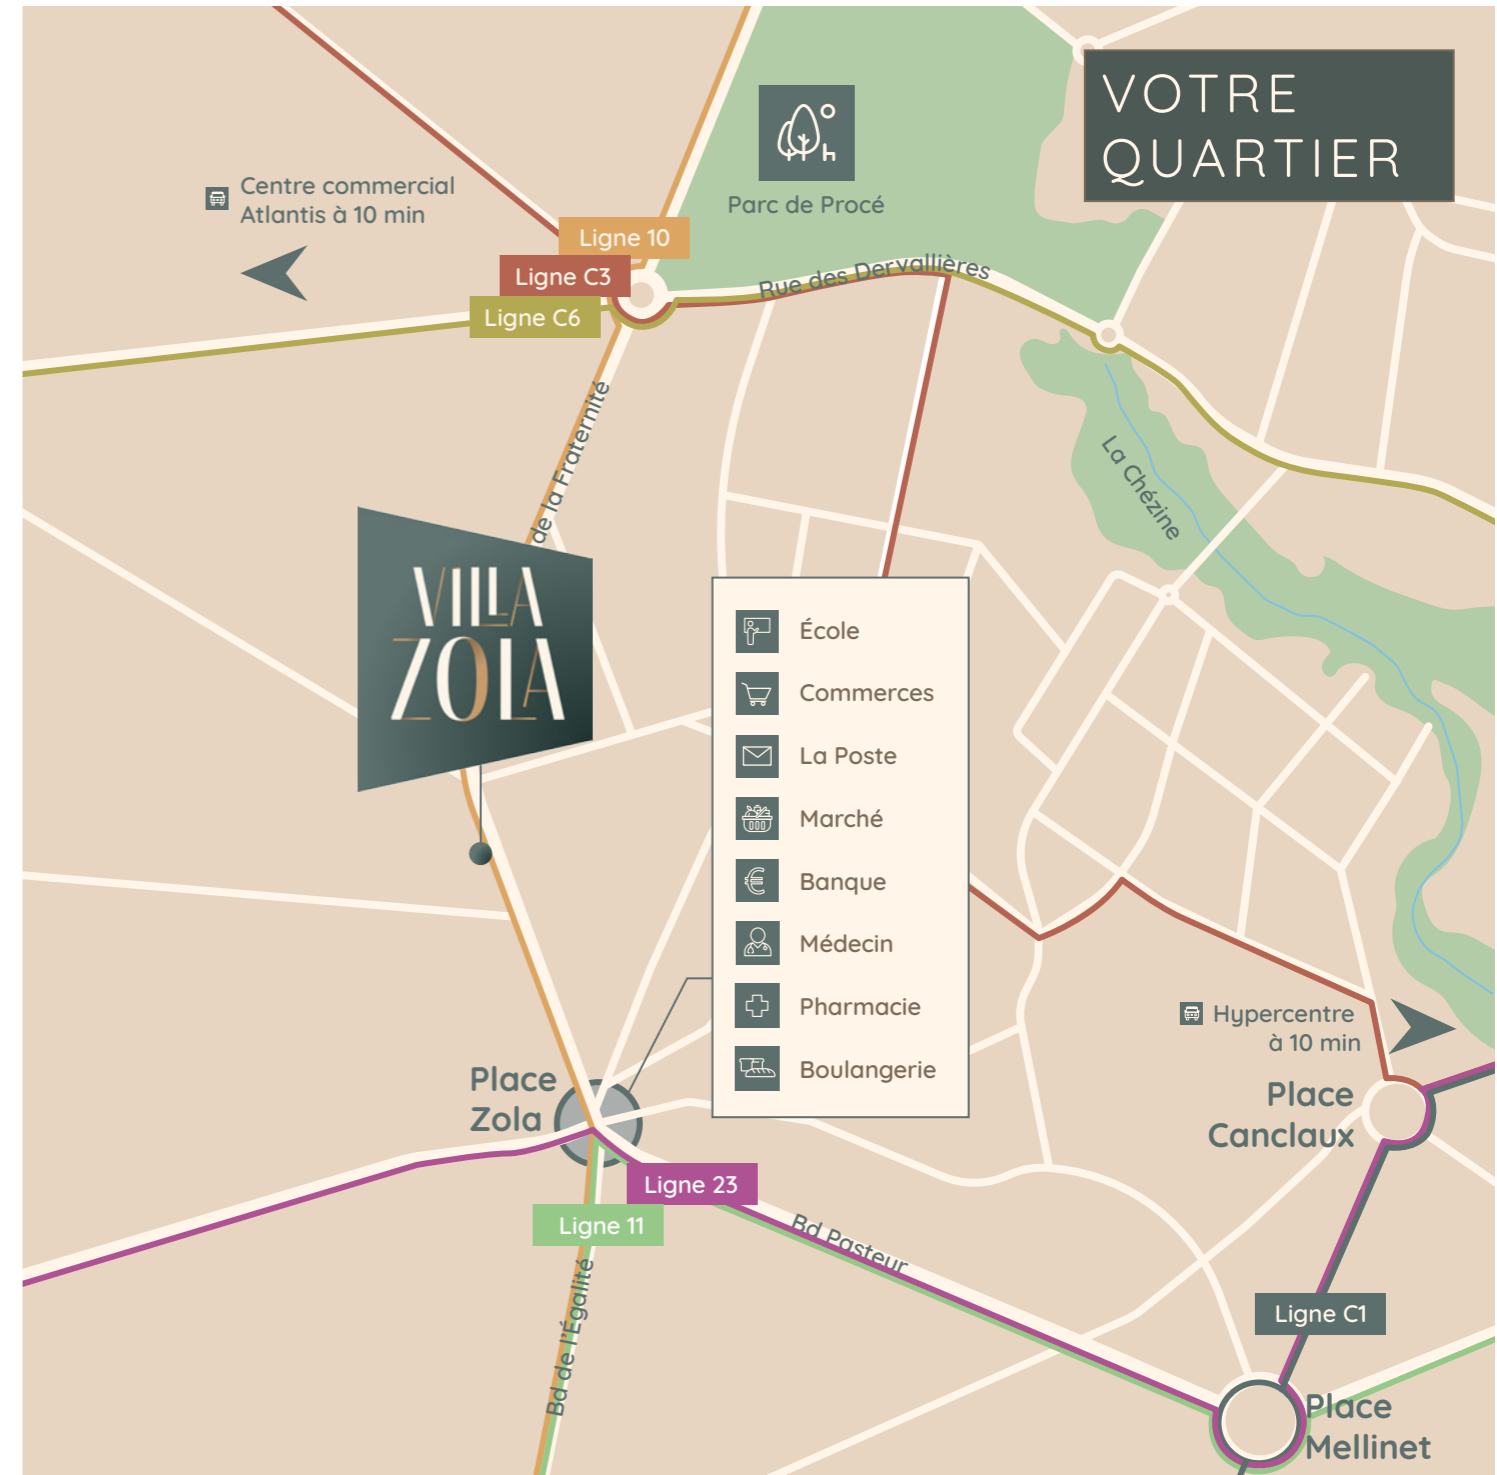 VOTRE
QUARTIER
Parc de Procé
Centre commercial
Atlantis à 10 min
Ligne 10
Ligne C3
Ligne C6
Rue des Dervallières
de la Fraternité
La Chézine
VILLA
ZOLA
École
Commerces
La Poste
Marché
Banque
Médecin
Pharmacie
Boulangerie
Hypercentre
à 10 min
Place
Zola
Place
Canclaux
Ligne 23
Ligne 11
Bd Pasteur
Bd de l'Égalité
Ligne C1
Place
Mellinet